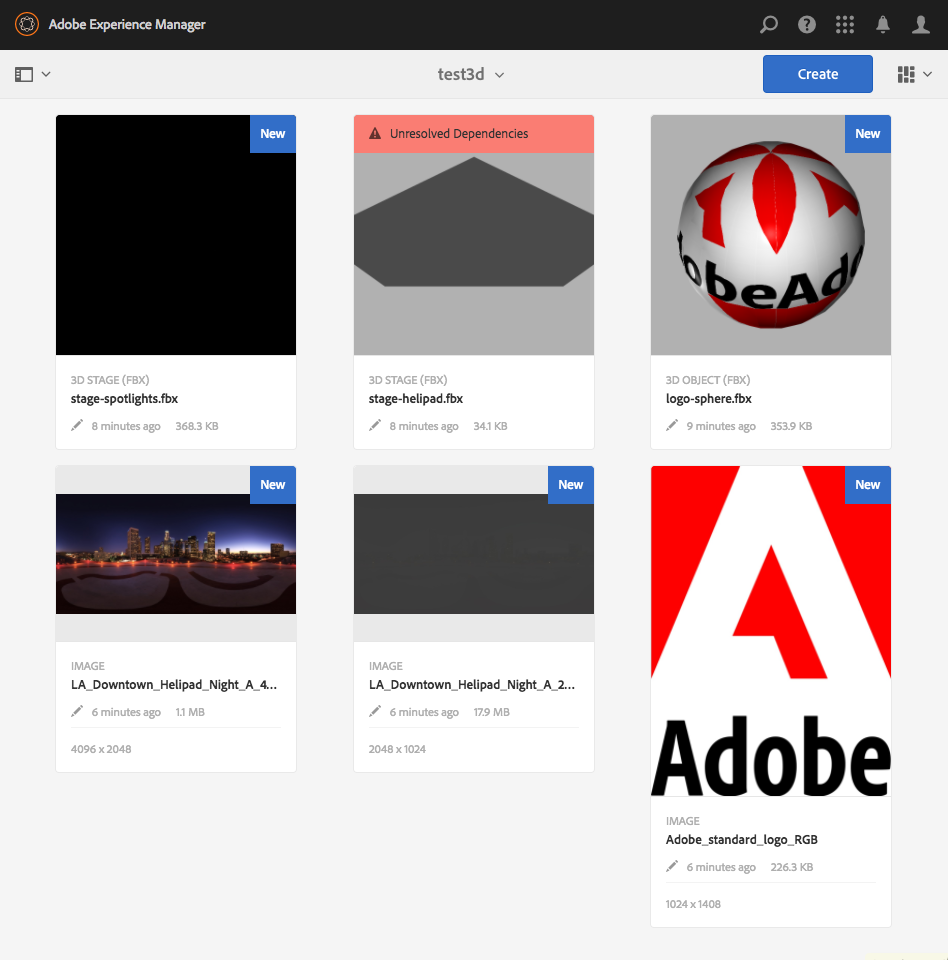 Adobe Experience Manager
test3d
Create
New
3D STAGE (FBX)
stage-spotlights.fbx
8 minutes ago 368.3 KB
Unresolved Dependencies
3D STAGE (FBX)
stage-helipad.fbx
8 minutes ago 34.1 KB
New
obeAdo
3D OBJECT (FBX)
logo-sphere.fbx
9 minutes ago 353.9 KB
New
IMAGE
LA_Downtown_Helipad_Night_A_4...
6 minutes ago 1.1 MB
4096 x 2048
New
IMAGE
LA_Downtown_Helipad_Night_A_2...
6 minutes ago 17.9 MB
2048 x 1024
New
Adobe
IMAGE
Adobe_standard_logo_RGB
6 minutes ago 226.3 KB
1024 x 1408